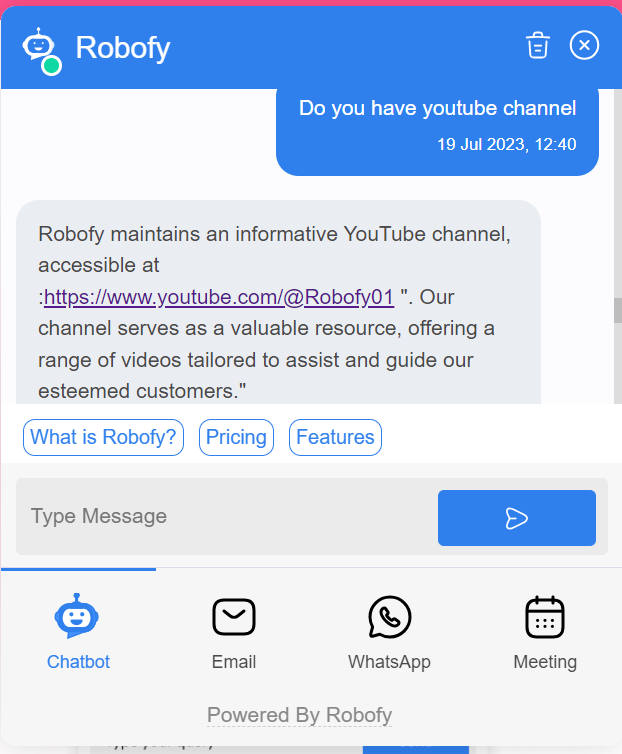 Robofy
Do you have youtube channel
19 Jul 2023, 12:40
Robofy maintains an informative YouTube channel,
accessible at
:https://www.youtube.com/@Robofy01 ". Our
channel serves as a valuable resource, offering a
range of videos tailored to assist and guide our
esteemed customers."
What is Robofy? Pricing Features
Type Message
Chatbot Email WhatsApp Meeting
Powered By Robofy